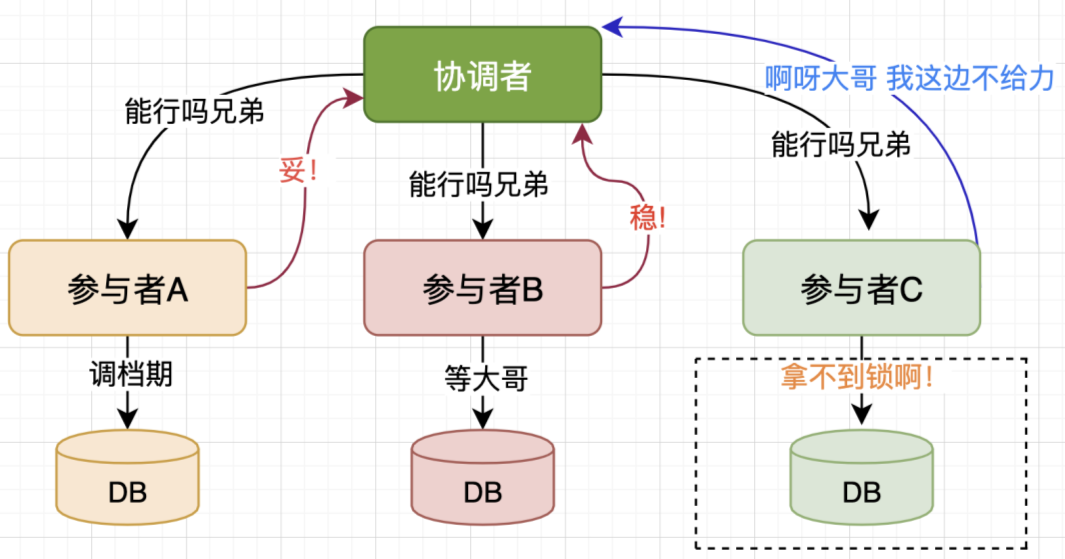 协调者
啊呀大哥 我这边不给力
能行吗兄弟
能行吗兄弟
妥！
能行吗兄弟
稳！
参与者A
参与者B
参与者C
调档期
等大哥
拿不到锁啊！
DB
DB
DB